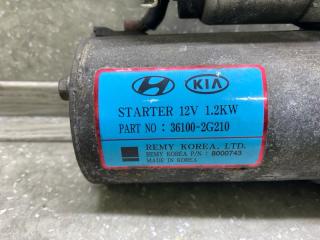 KIA
STARTER 12V 1.2KW
PART NO : 36100-2G210
REMY KOREA, LTD.
REMY KOREA P/N : 8000743
MADE IN KOREA